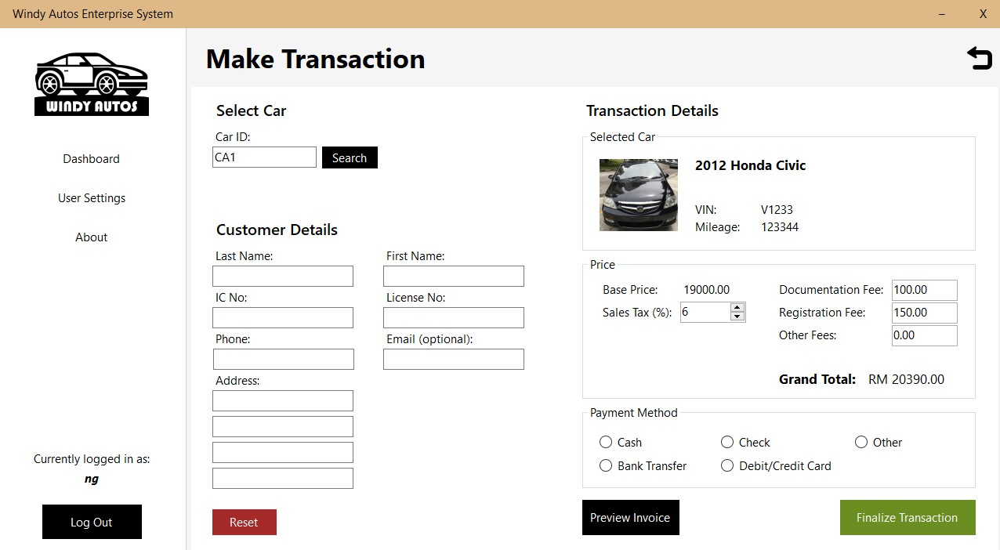 Windy Autos Enterprise System
– X
WINDY AUTOS
Dashboard
User Settings
About
Currently logged in as:
ng
Log Out
Make Transaction
Select Car
Car ID:
CA1
Search
Customer Details
Last Name:
First Name:
IC No:
License No:
Phone:
Email (optional):
Address:
Reset
Transaction Details
Selected Car
2012 Honda Civic
VIN: V1233
Mileage: 123344
Price
Base Price: 19000.00
Documentation Fee: 100.00
Sales Tax (%): 6
Registration Fee: 150.00
Other Fees: 0.00
Grand Total: RM 20390.00
Payment Method
Cash
Check
Other
Bank Transfer
Debit/Credit Card
Preview Invoice
Finalize Transaction